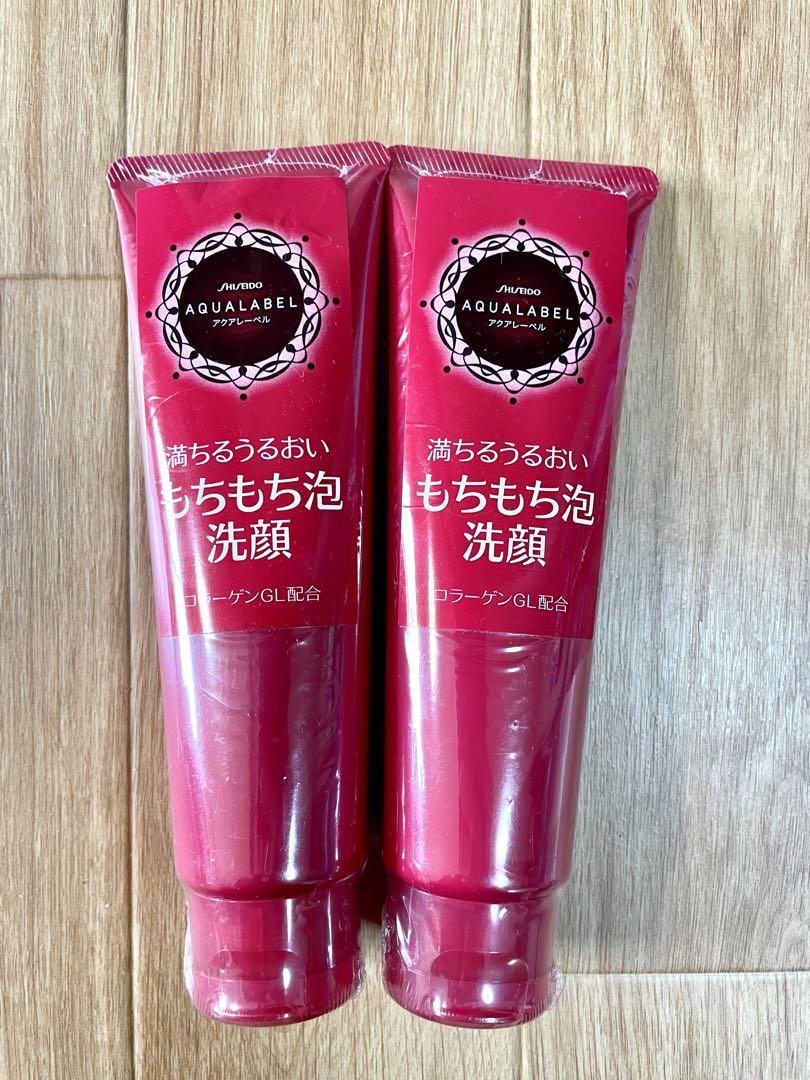 SHISEIDO
AQUALABEL
アクアレーベル
満ちるうるおい
もちもち泡
洗顔
コラーゲンGL配合
SHISEIDO
AQUALABEL
アクアレーベル
満ちるうるおい
もちもち泡
洗顔
コラーゲンGL配合